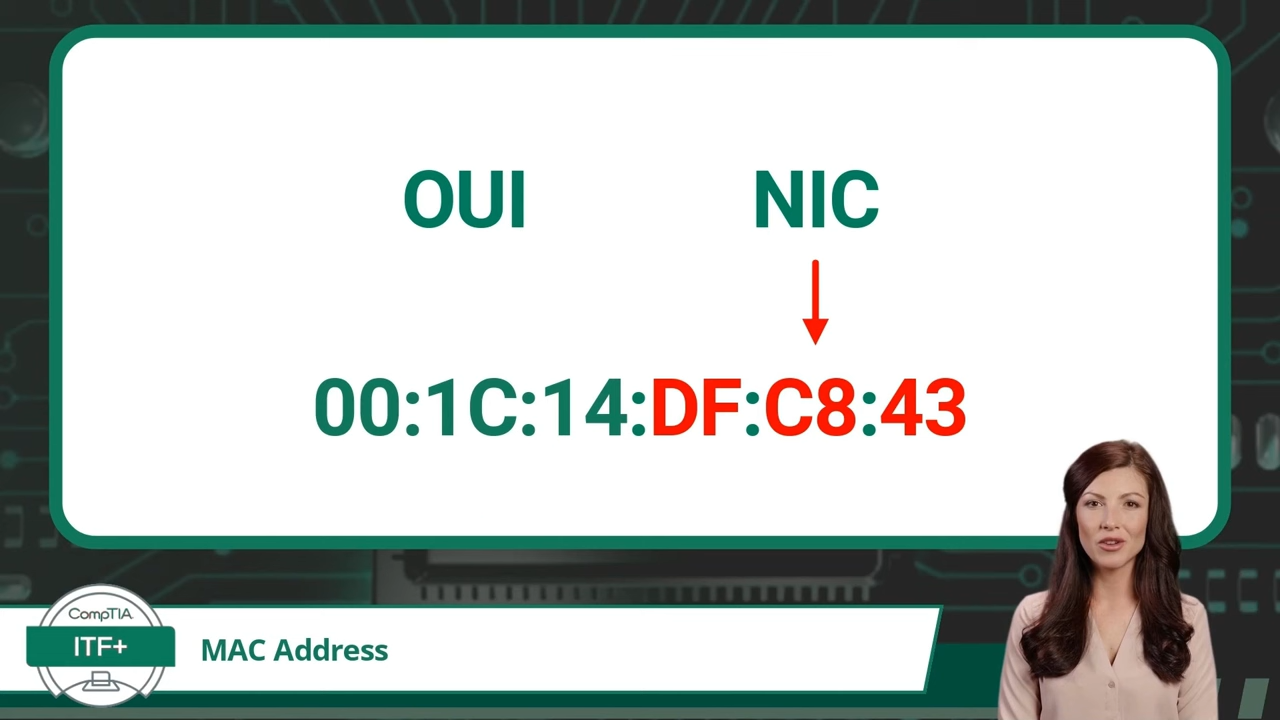 OUI NIC
00:1C:14:DF:C8:43
CompTIA
ITF+
MAC Address